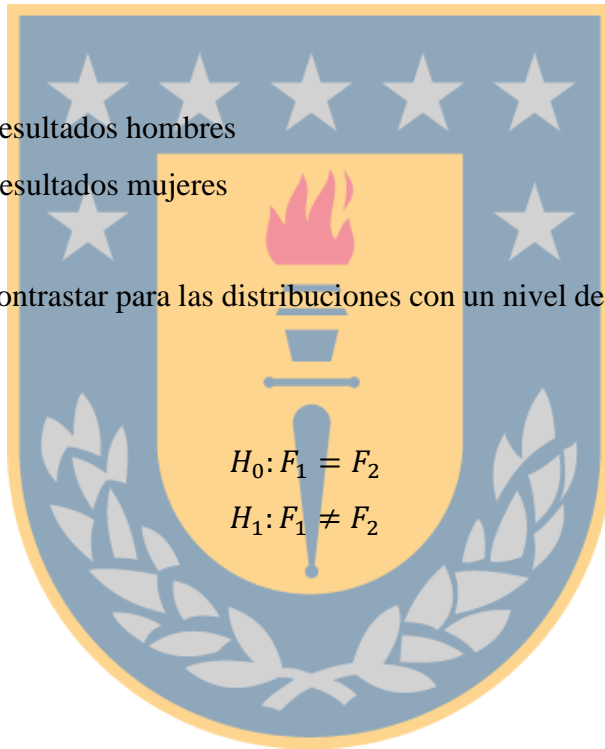 esultados hombres
esultados mujeres
ontrastar para las distribuciones con un nivel de
H₀: F₁ = F₂
H₁: F₁ ≠ F₂